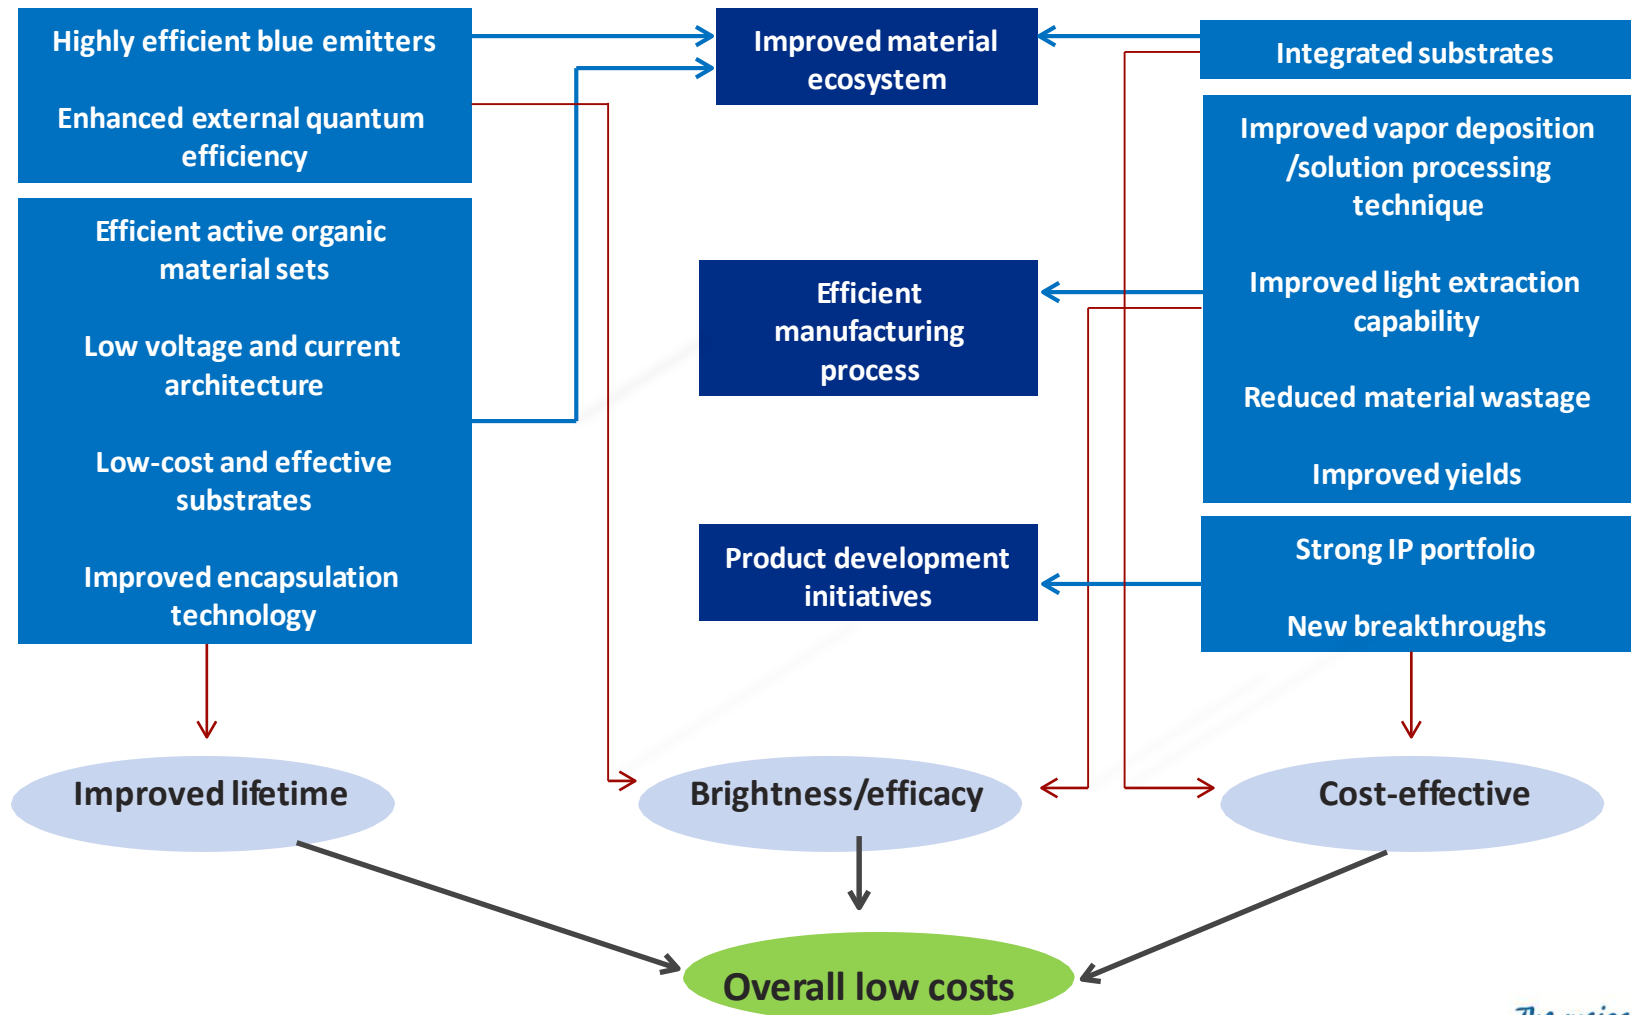 Highly efficient blue emitters
Enhanced external quantum
efficiency
Efficient active organic
material sets
Low voltage and current
architecture
Low-cost and effective
substrates
Improved encapsulation
technology
Improved material
ecosystem
Efficient
manufacturing
process
Product development
initiatives
Integrated substrates
Improved vapor deposition
/solution processing
technique
Improved light extraction
capability
Reduced material wastage
Improved yields
Strong IP portfolio
New breakthroughs
Improved lifetime
Brightness/efficacy
Cost-effective
Overall low costs